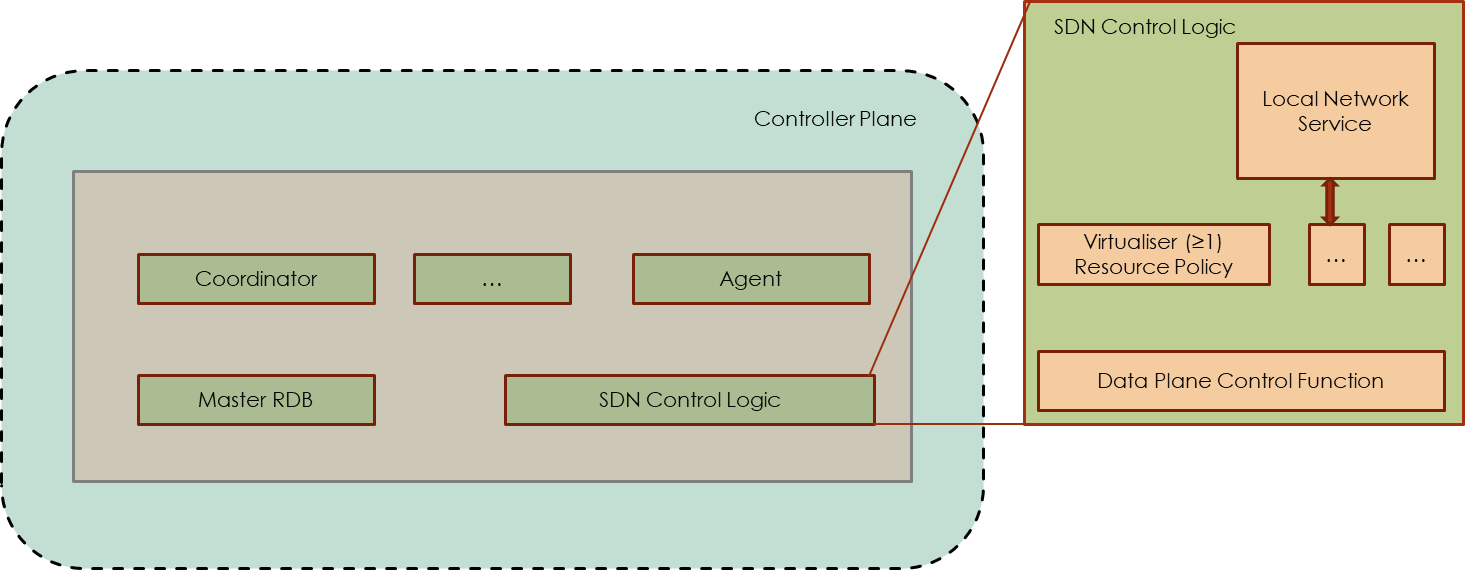 SDN Control Logic
Local Network
Service
Controller Plane
Virtualiser (≥1)
Resource Policy
…
…
Coordinator
…
Agent
Data Plane Control Function
Master RDB
SDN Control Logic